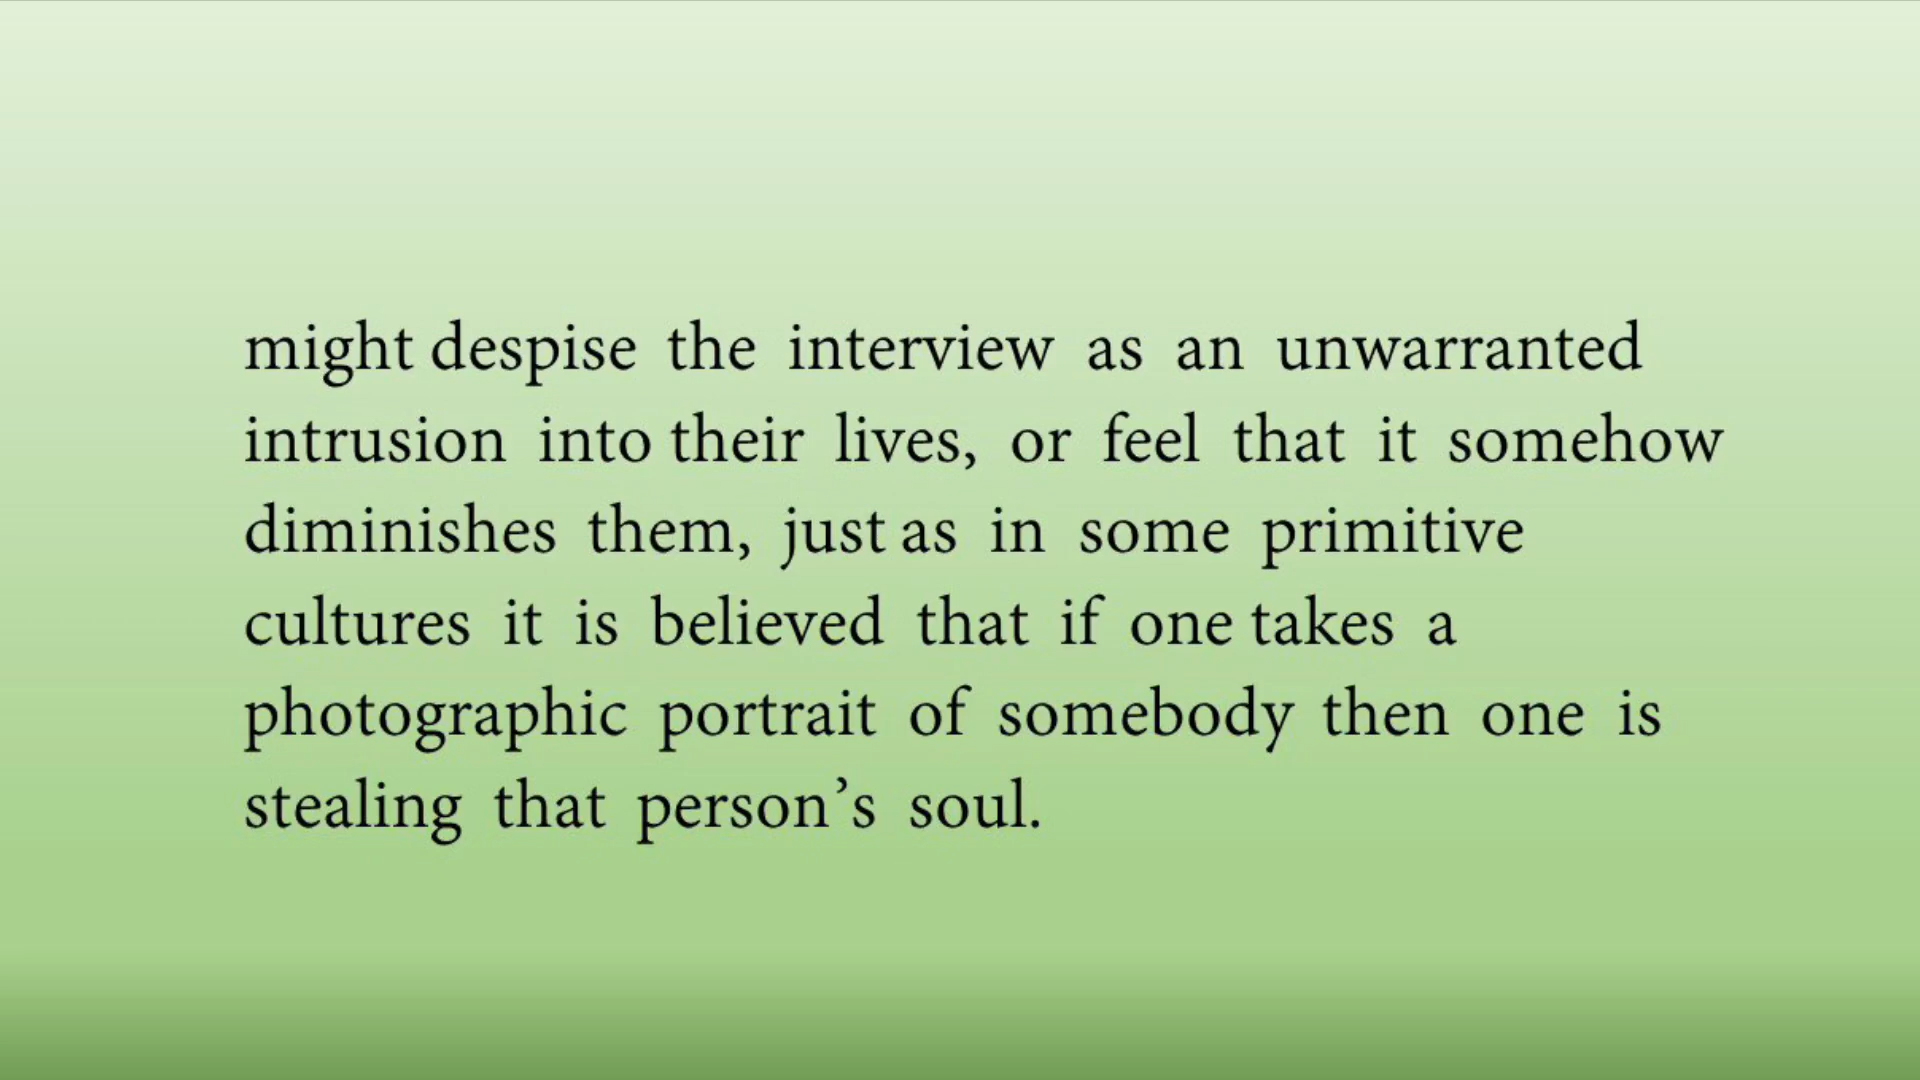 might despise the interview as an unwarranted
intrusion into their lives, or feel that it somehow
diminishes them, just as in some primitive
cultures it is believed that if one takes a
photographic portrait of somebody then one is
stealing that person’s soul.